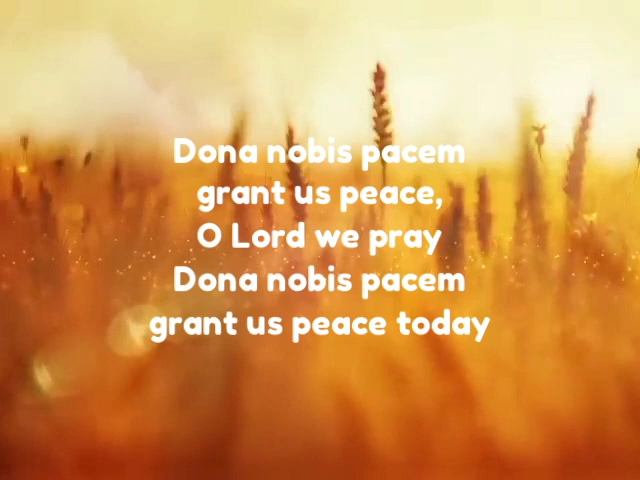 Dona nobis pacem
grant us peace,
O Lord we pray
Dona nobis pacem
grant us peace today